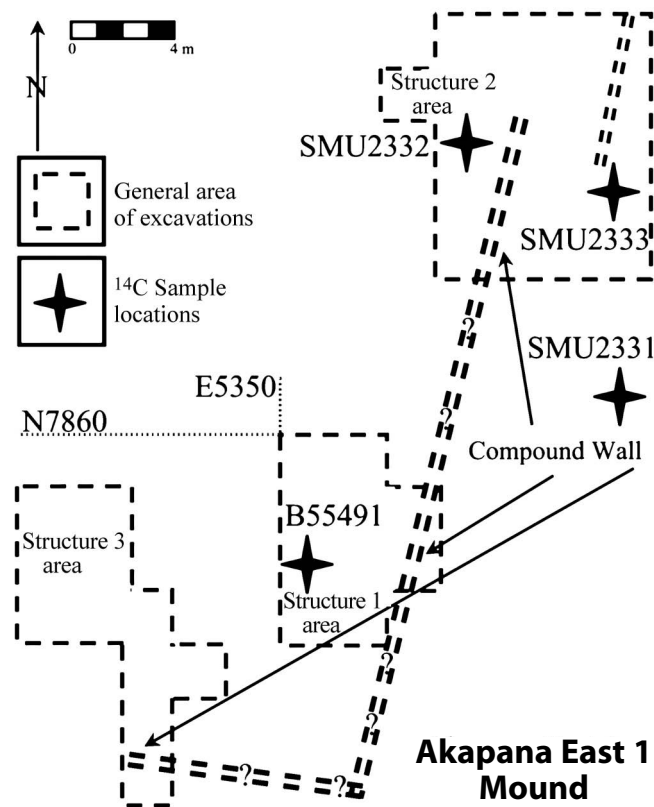 0
4 m
N
Structure 2
area
SMU2332
General area
of excavations
SMU2333
¹⁴C Sample
locations
?
SMU2331
E5350
N7860
?
Compound Wall
B55491
Structure 3
area
Structure 1
area
?
?
?
?
Akapana East 1
Mound